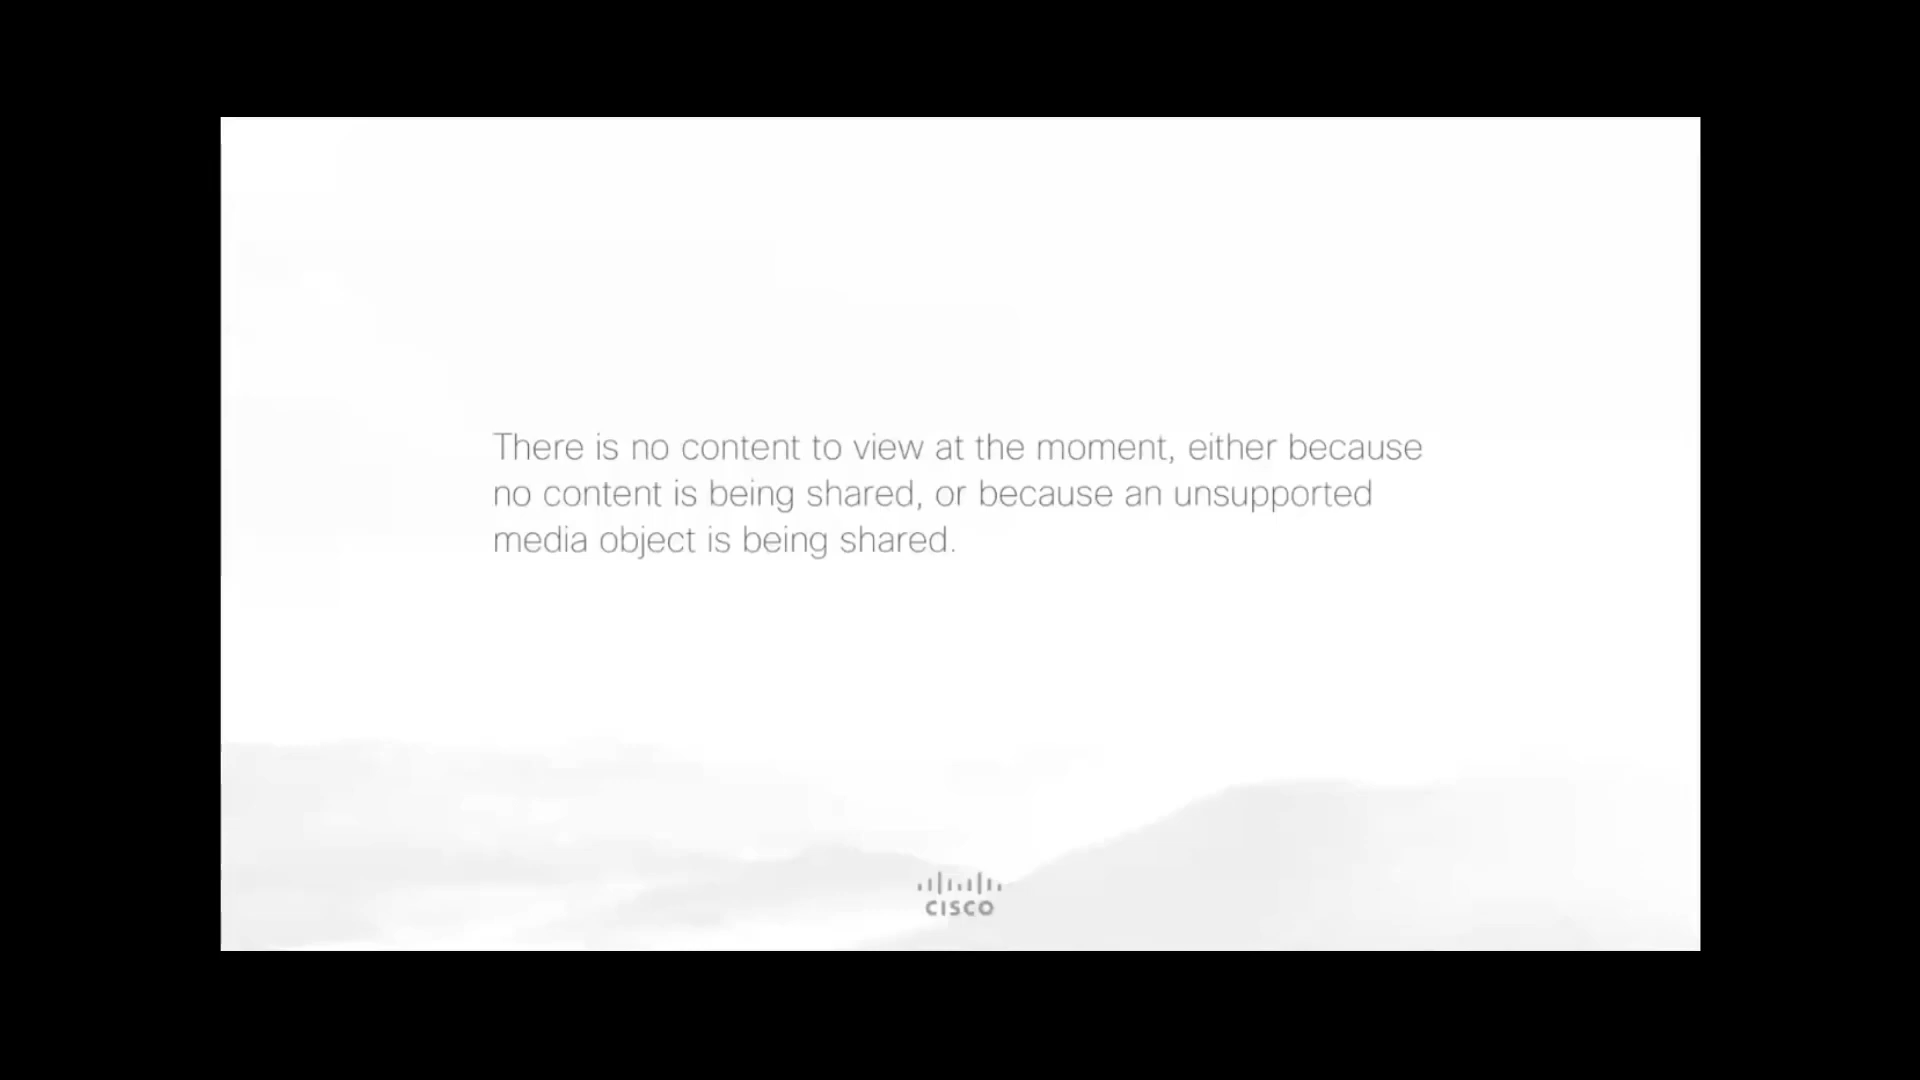 There is no content to view at the moment, either because
no content is being shared, or because an unsupported
media object is being shared.
CISCO